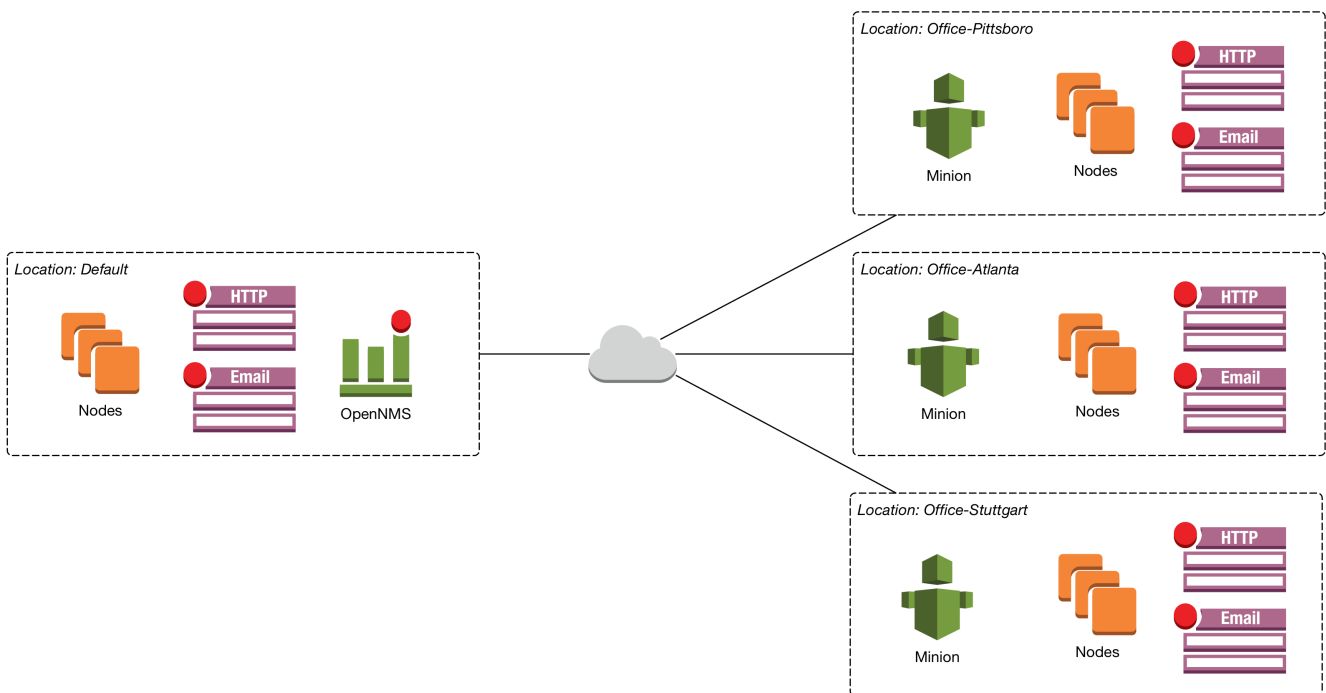 Location: Default
HTTP
Email
Nodes
OpenNMS
Location: Office-Pittsboro
HTTP
Email
Minion
Nodes
Location: Office-Atlanta
HTTP
Email
Minion
Nodes
Location: Office-Stuttgart
HTTP
Email
Minion
Nodes